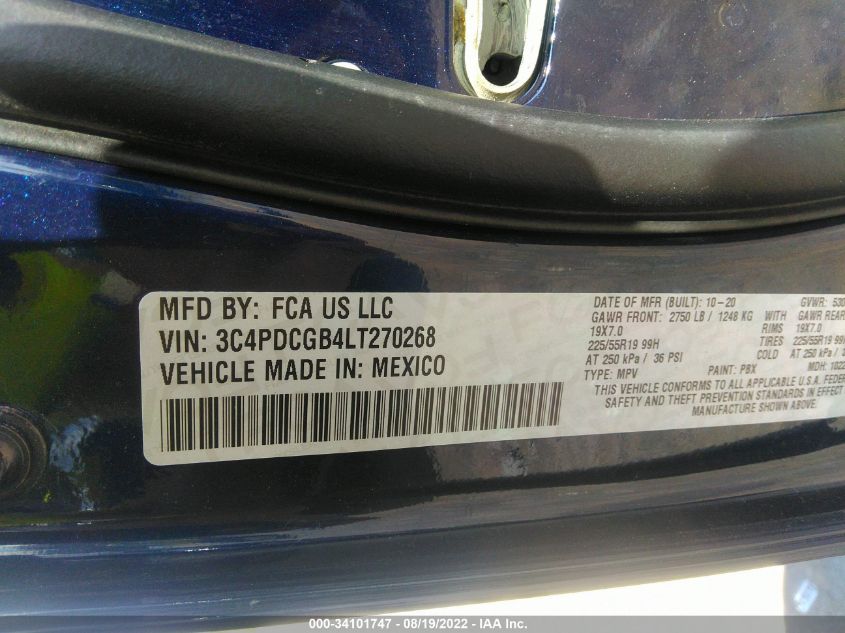 MFD BY: FCA US LLC
VIN: 3C4PDCGB4LT270268
VEHICLE MADE IN: MEXICO
DATE OF MFR (BUILT): 10-20 GVWR:
GAWR FRONT: 2750 LB / 1248 KG WITH GAWR REAR
19X7.0 RIMS 19X7.0
225/55R19 99H TIRES 225/55R19 99H
AT 250 kPa / 36 PSI COLD AT 250 kPa /
TYPE: MPV PAINT: PBX MDH:
THIS VEHICLE CONFORMS TO ALL APPLICABLE U.S.A.
SAFETY AND THEFT PREVENTION STANDARDS IN EFFECT
MANUFACTURE SHOWN ABOVE.
000-34101747 - 08/19/2022 - IAA Inc.